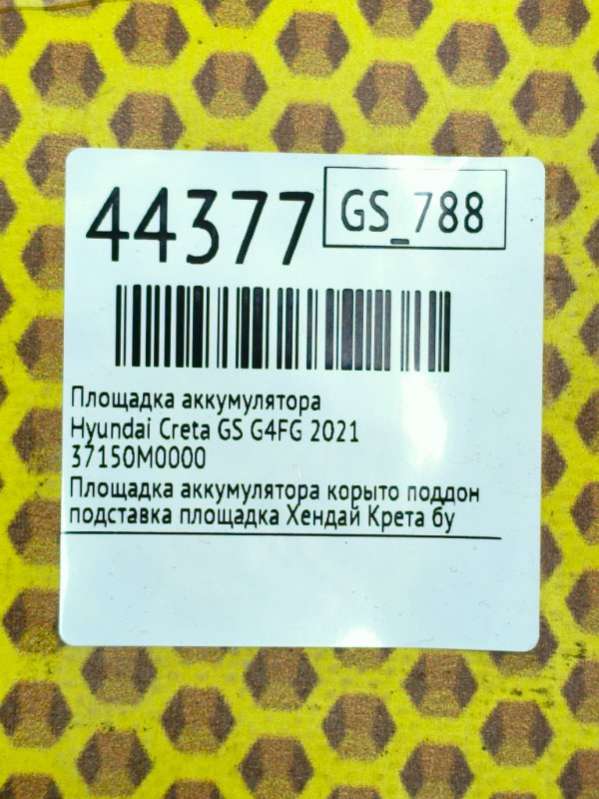 44377
GS_788
Площадка аккумулятора
Hyundai Creta GS G4FG 2021
37150M0000
Площадка аккумулятора корыто поддон
подставка площадка Хендай Крета бу